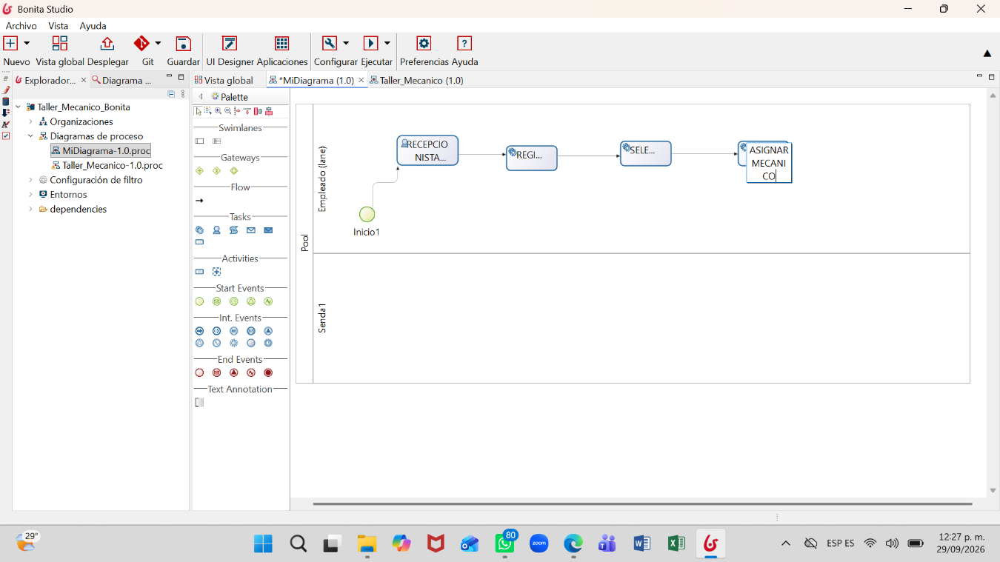 Bonita Studio
Archivo Vista Ayuda
Nuevo Vista global Desplegar Git Guardar UI Designer Aplicaciones Configurar Ejecutar Preferencias Ayuda
Explorador... Diagrama ... Vista global *MiDiagrama (1.0) Taller_Mecanico (1.0)
Palette
Taller_Mecanico_Bonita
Organizaciones
Diagramas de proceso
MiDiagrama-1.0.proc
Taller_Mecanico-1.0.proc
Configuración de filtro
Entornos
dependencies
Swimlanes
Gateways
Flow
Tasks
Activities
Start Events
Int. Events
End Events
Text Annotation
Pool
Empleado (lane)
Senda1
Inicio1
RECEPCIO
NISTA...
REGI...
SELE...
ASIGNAR
MECANI
CO
29°
80
zoom
ESP ES
12:27 p. m.
29/09/2026